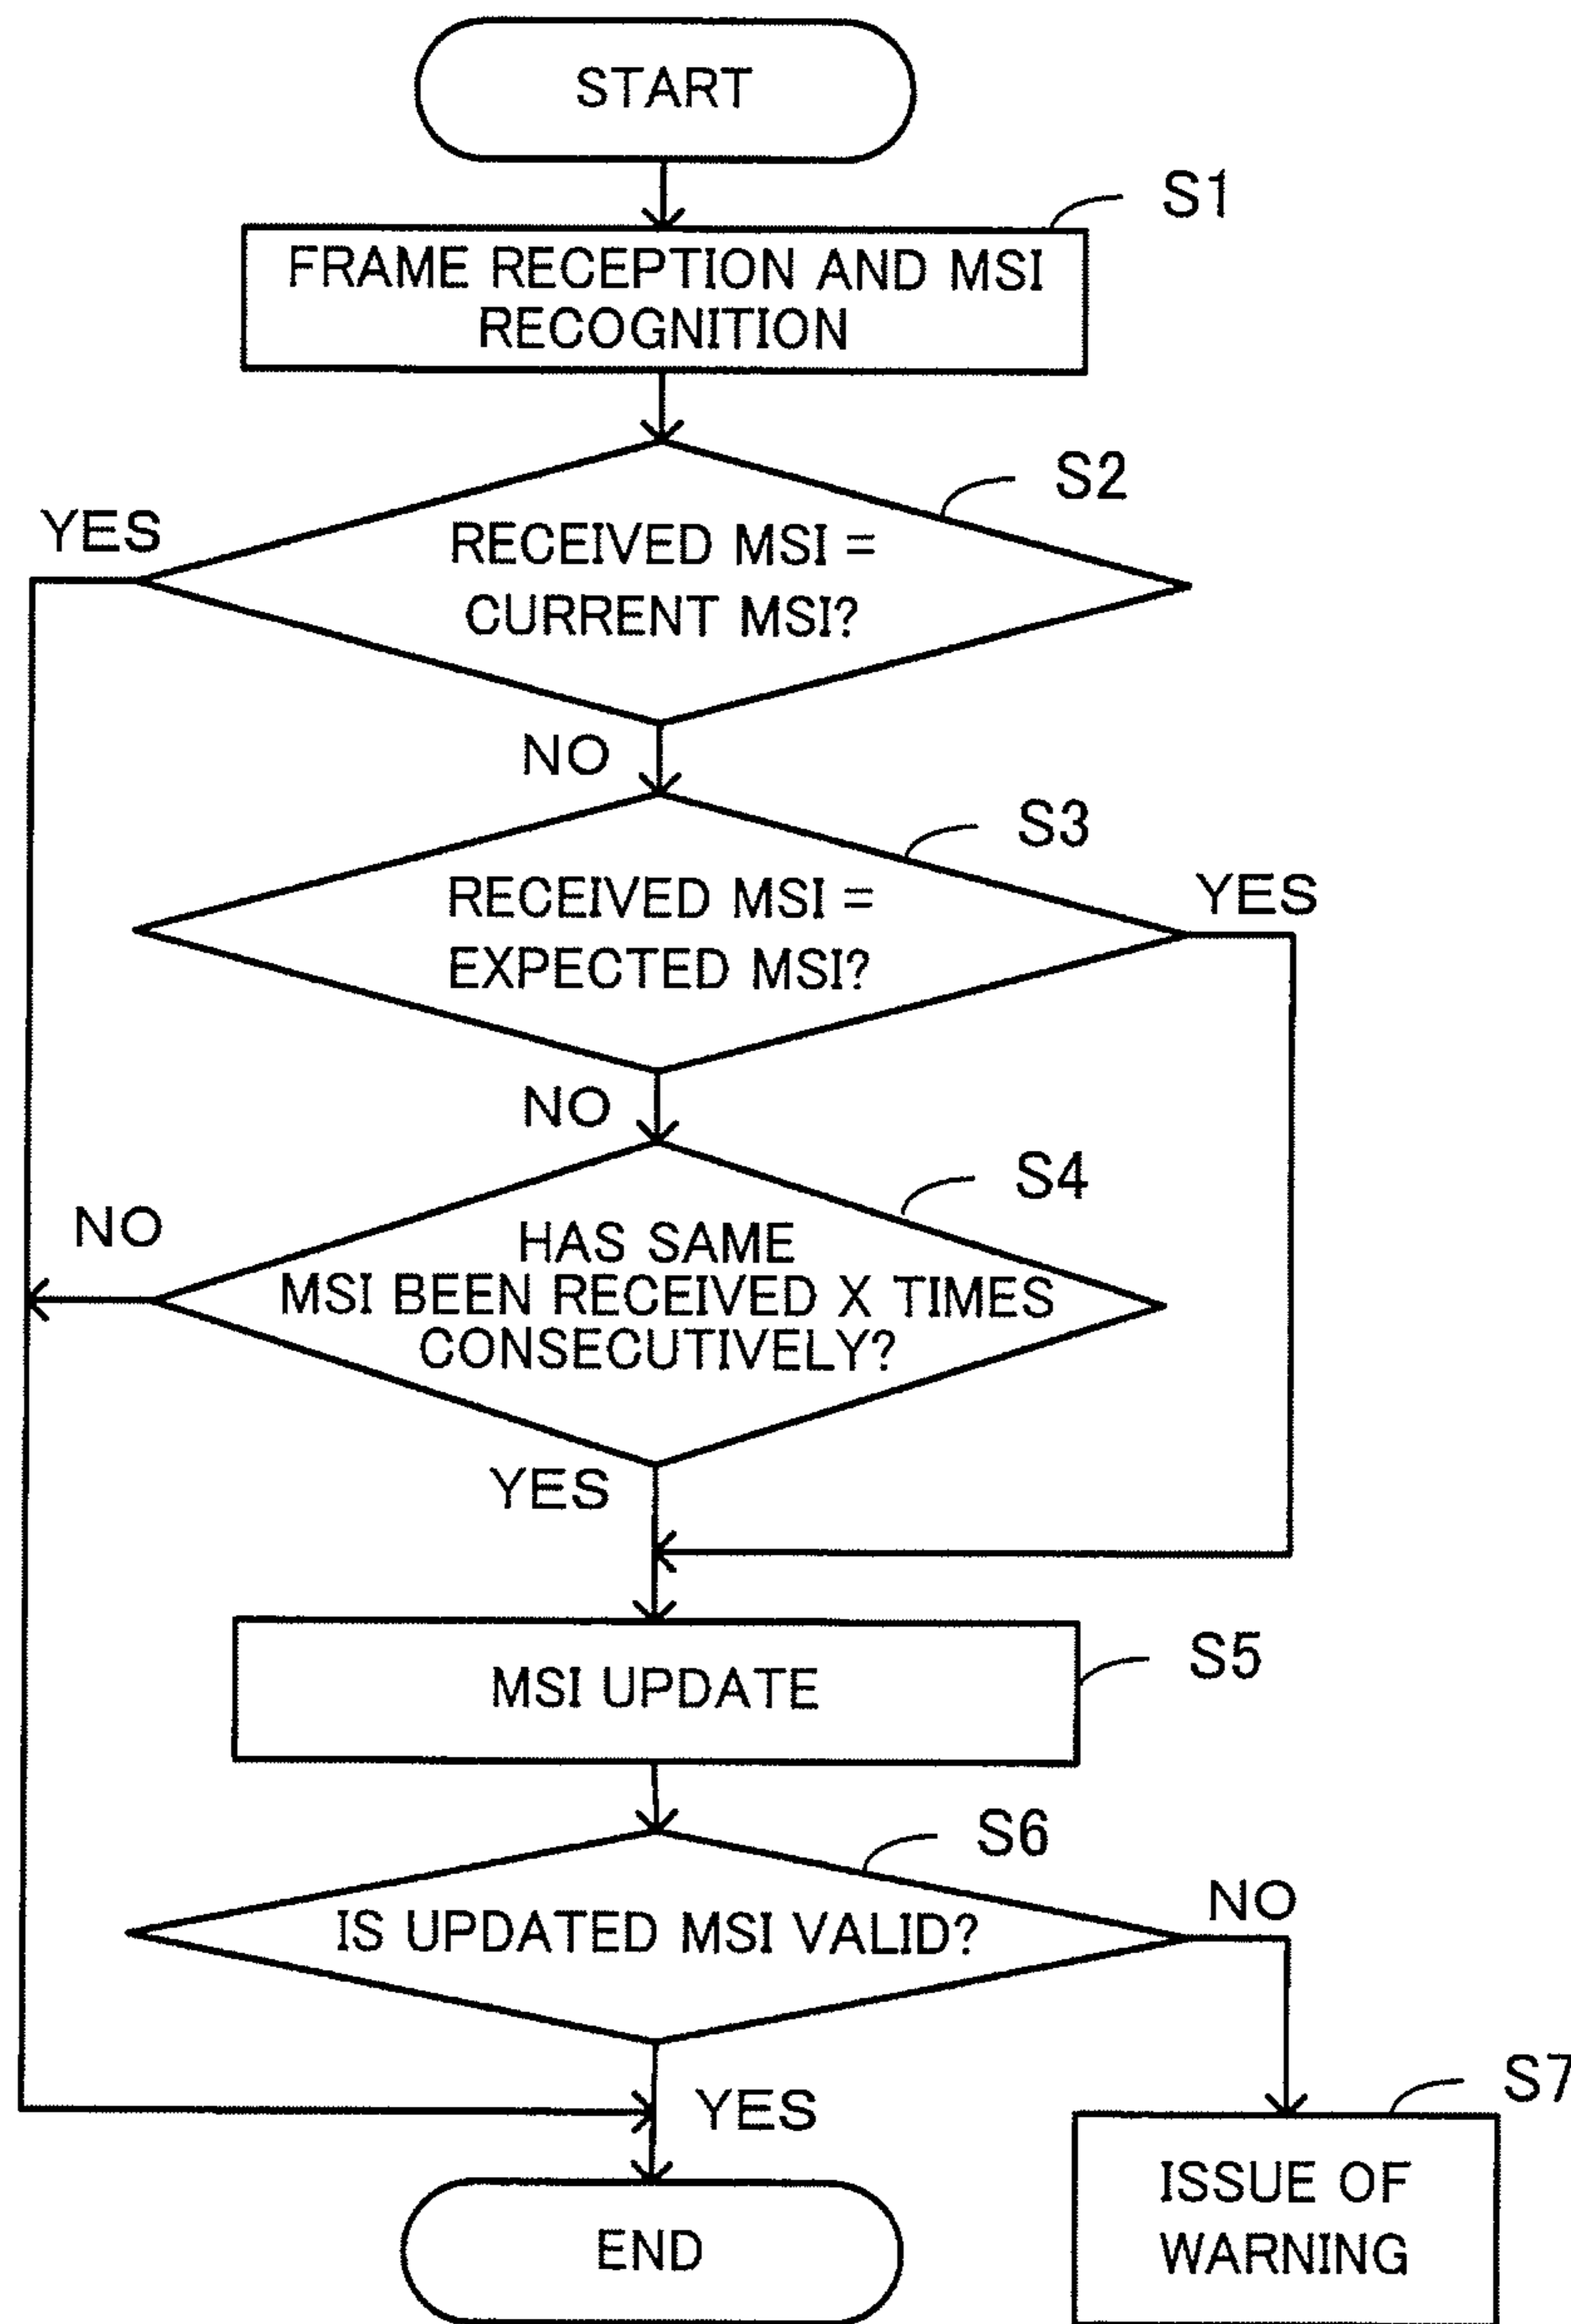 START
S1
FRAME RECEPTION AND MSI
RECOGNITION
S2
YES
RECEIVED MSI =
CURRENT MSI?
NO
S3
YES
RECEIVED MSI =
EXPECTED MSI?
NO
S4
NO
HAS SAME
MSI BEEN RECEIVED X TIMES
CONSECUTIVELY?
YES
S5
MSI UPDATE
S6
NO
IS UPDATED MSI VALID?
S7
YES
ISSUE OF
WARNING
END